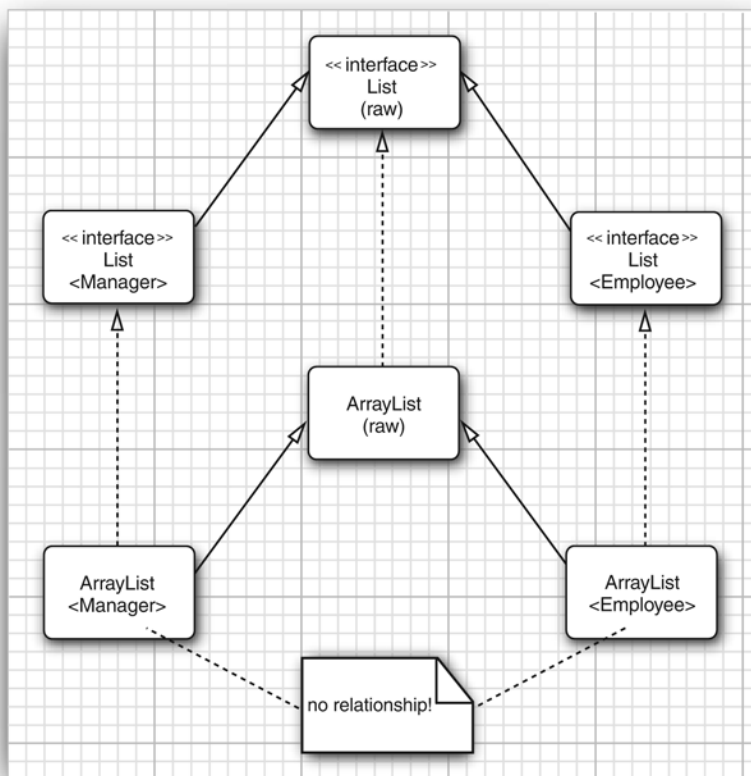 << interface >>
List
(raw)
<< interface >>
List
<Manager>
<< interface >>
List
<Employee>
ArrayList
(raw)
ArrayList
<Manager>
ArrayList
<Employee>
no relationship!